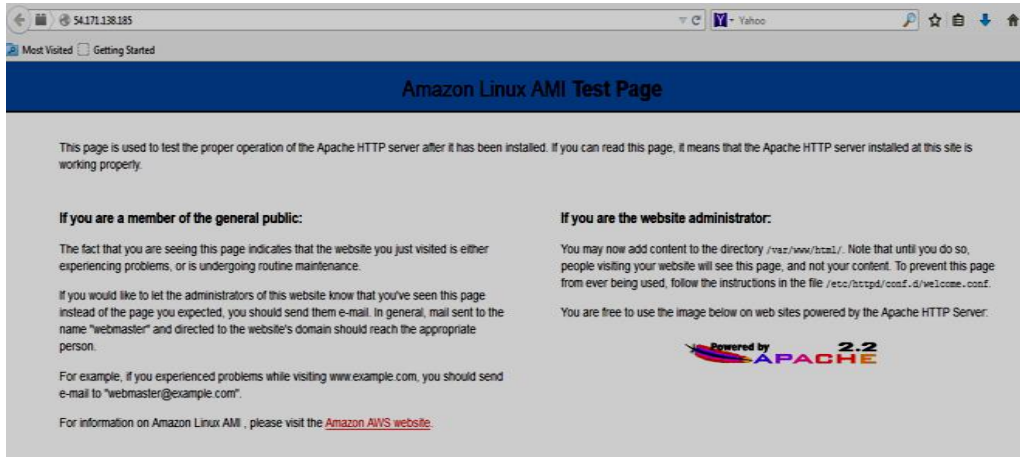 54.171.138.185
Yahoo
Most Visited Getting Started
Amazon Linux AMI Test Page
This page is used to test the proper operation of the Apache HTTP server after it has been installed. If you can read this page, it means that the Apache HTTP server installed at this site is
working properly.
If you are a member of the general public:
The fact that you are seeing this page indicates that the website you just visited is either
experiencing problems, or is undergoing routine maintenance.
If you would like to let the administrators of this website know that you've seen this page
instead of the page you expected, you should send them e-mail. In general, mail sent to the
name "webmaster" and directed to the website's domain should reach the appropriate
person.
For example, if you experienced problems while visiting www.example.com, you should send
e-mail to "webmaster@example.com".
For information on Amazon Linux AMI , please visit the Amazon AWS website.
If you are the website administrator:
You may now add content to the directory /var/www/html/. Note that until you do so,
people visiting your website will see this page, and not your content. To prevent this page
from ever being used, follow the instructions in the file /etc/httpd/conf.d/welcome.conf.
You are free to use the image below on web sites powered by the Apache HTTP Server:
Powered by 2.2
APACHE